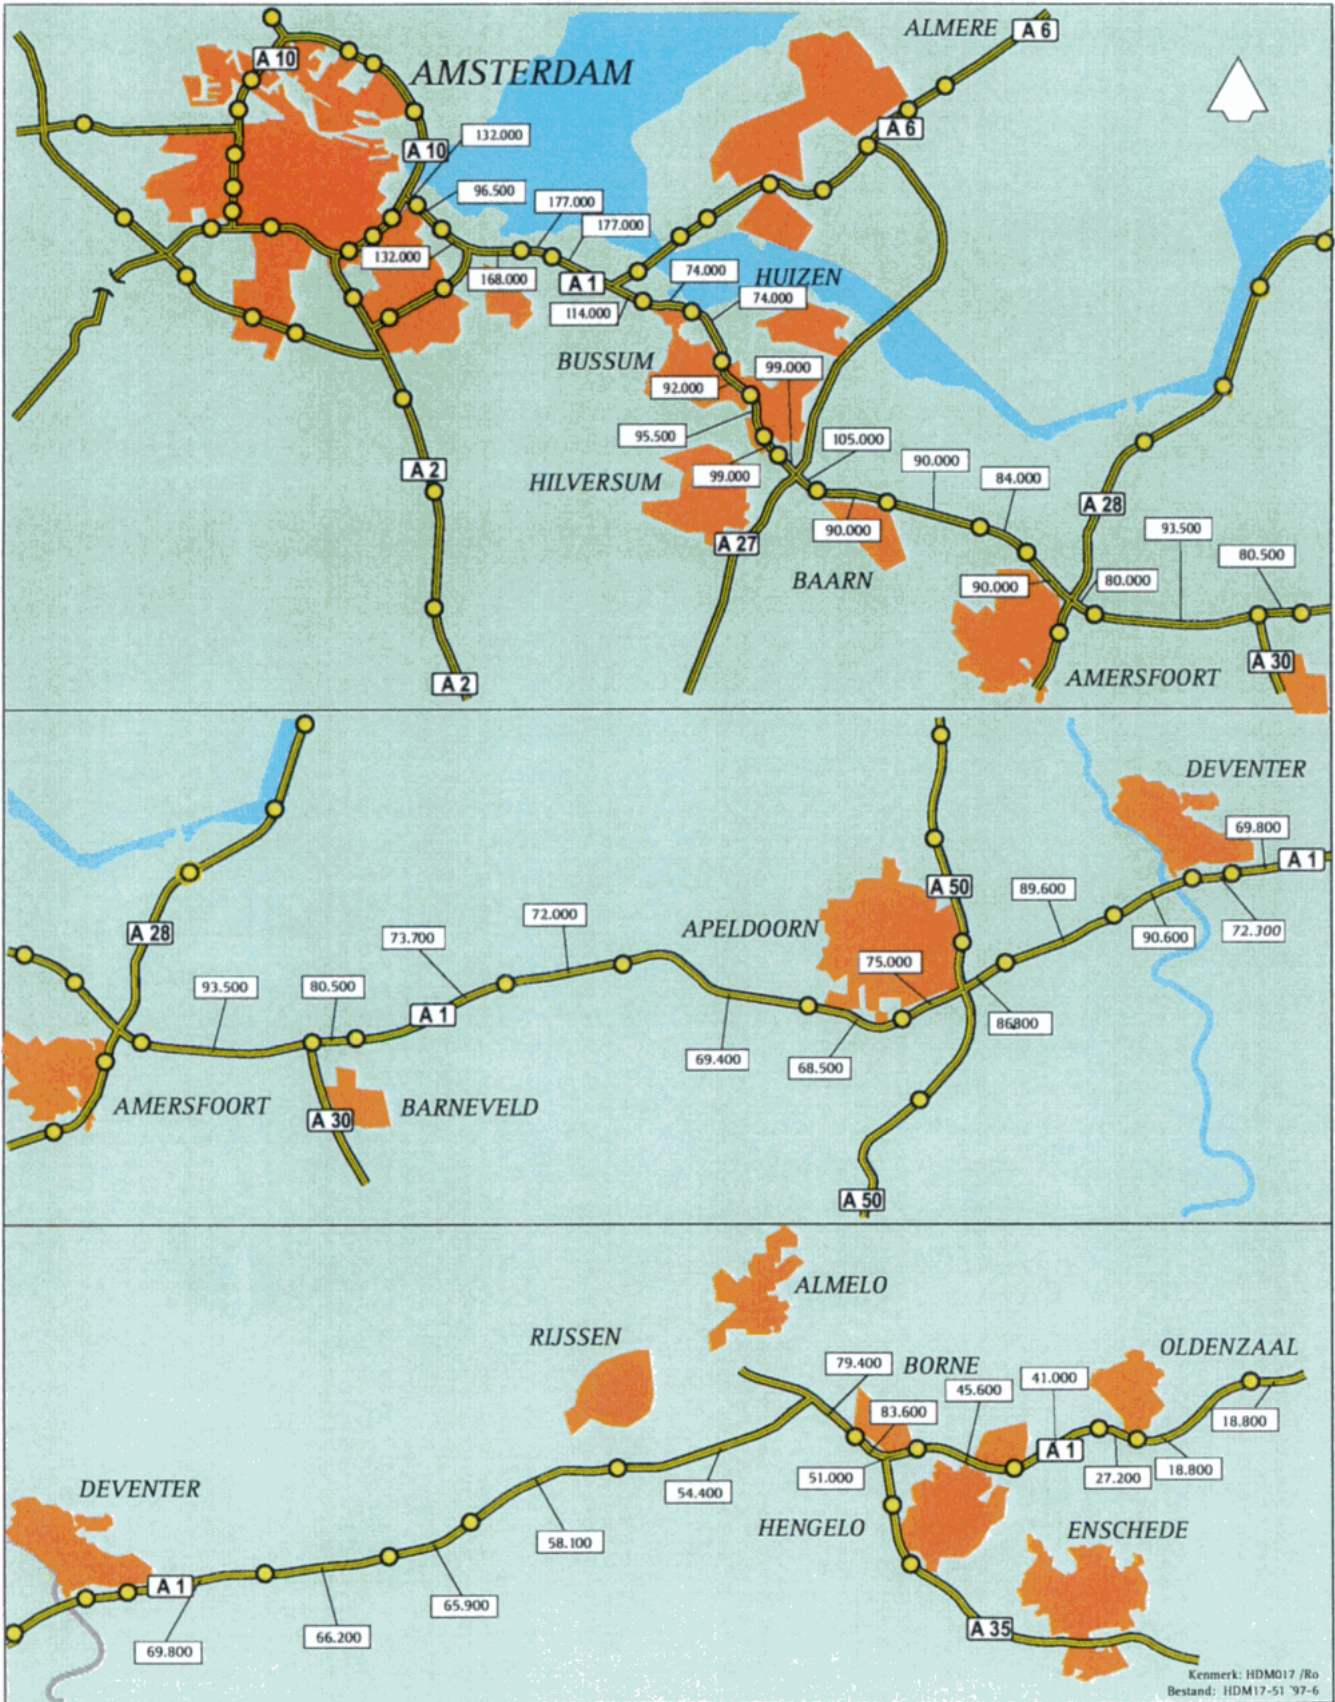 ALMERE
A 6
A 10
AMSTERDAM
A 6
132.000
A 10
96.500
177.000
177.000
132.000
168.000
A 1
74.000
HUIZEN
74.000
114.000
BUSSUM
99.000
92.000
95.500
105.000
90.000
A 2
HILVERSUM
99.000
84.000
A 28
90.000
93.500
A 27
80.500
BAARN
90.000
80.000
A 30
AMERSFOORT
A 2
DEVENTER
69.800
A 1
A 50
89.600
72.000
APELDOORN
A 28
73.700
90.600
72.300
75.000
93.500
80.500
A 1
86800
69.400
68.500
AMERSFOORT
A 30
BARNEVELD
A 50
ALMELO
RIJSSEN
OLDENZAAL
79.400
BORNE
41.000
45.600
83.600
18.800
A 1
51.000
27.200
18.800
DEVENTER
54.400
HENGELO
ENSCHEDE
58.100
A 1
65.900
A 35
66.200
69.800
Kenmerk: HDM017 /Ro
Bestand: HDM17-51 '97-6